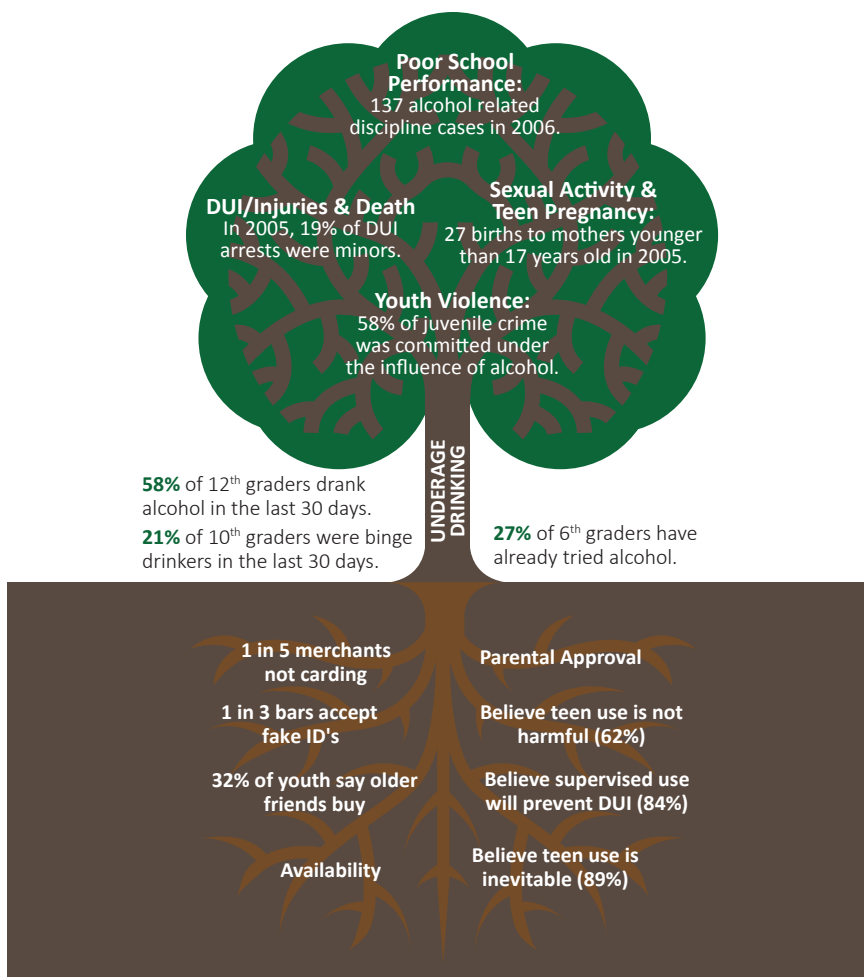 Poor School
Performance:
137 alcohol related
discipline cases in 2006.
DUI/Injuries & Death
In 2005, 19% of DUI
arrests were minors.
Sexual Activity &
Teen Pregnancy:
27 births to mothers younger
than 17 years old in 2005.
Youth Violence:
58% of juvenile crime
was committed under
the influence of alcohol.
UNDERAGE
DRINKING
58% of 12th graders drank
alcohol in the last 30 days.
21% of 10th graders were binge
drinkers in the last 30 days.
27% of 6th graders have
already tried alcohol.
1 in 5 merchants
not carding
1 in 3 bars accept
fake ID's
32% of youth say older
friends buy
Availability
Parental Approval
Believe teen use is not
harmful (62%)
Believe supervised use
will prevent DUI (84%)
Believe teen use is
inevitable (89%)